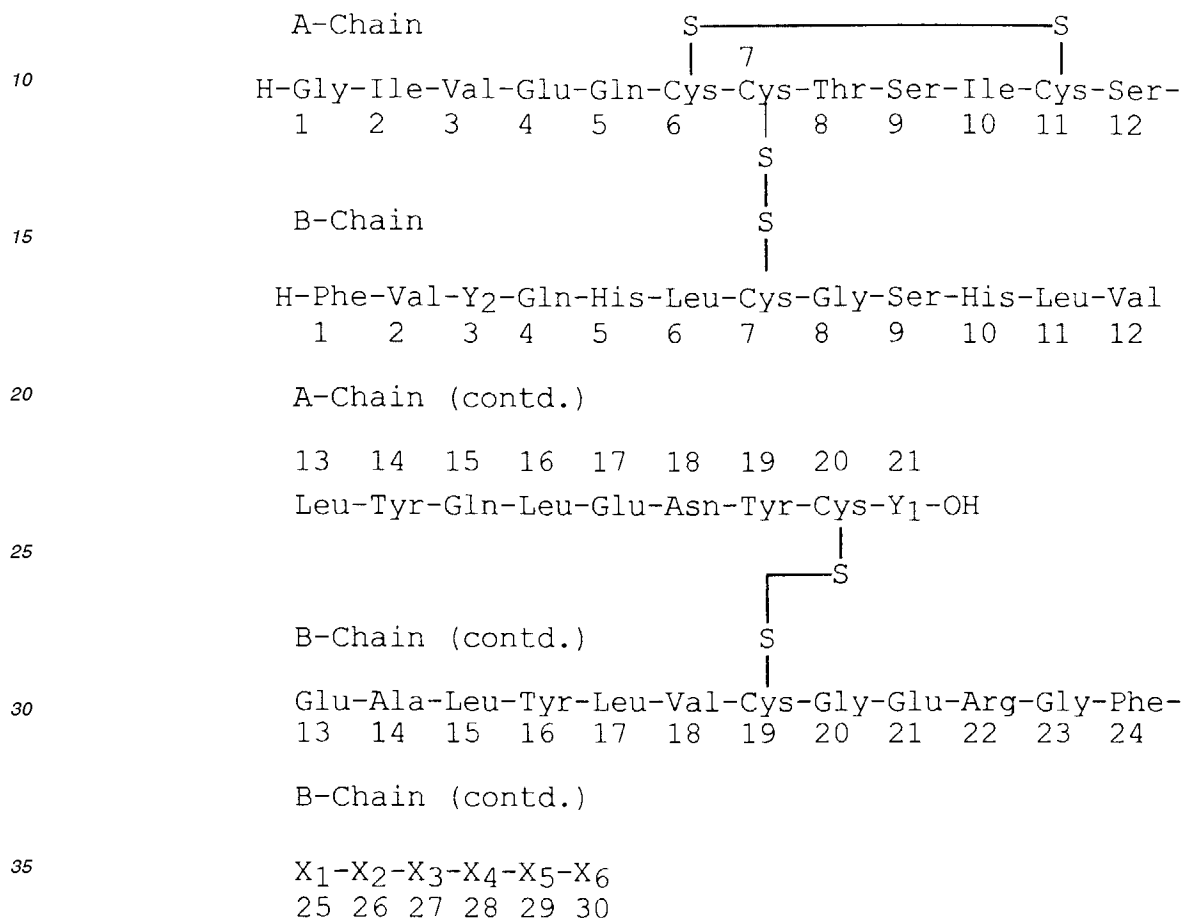 A-Chain
S S
7
10 H-Gly-Ile-Val-Glu-Gln-Cys-Cys-Thr-Ser-Ile-Cys-Ser-
1 2 3 4 5 6 8 9 10 11 12
S
B-Chain S
15
H-Phe-Val-Y2-Gln-His-Leu-Cys-Gly-Ser-His-Leu-Val
1 2 3 4 5 6 7 8 9 10 11 12
20 A-Chain (contd.)
13 14 15 16 17 18 19 20 21
Leu-Tyr-Gln-Leu-Glu-Asn-Tyr-Cys-Y1-OH
25
S
B-Chain (contd.) S
30 Glu-Ala-Leu-Tyr-Leu-Val-Cys-Gly-Glu-Arg-Gly-Phe-
13 14 15 16 17 18 19 20 21 22 23 24
B-Chain (contd.)
35 X1-X2-X3-X4-X5-X6
25 26 27 28 29 30